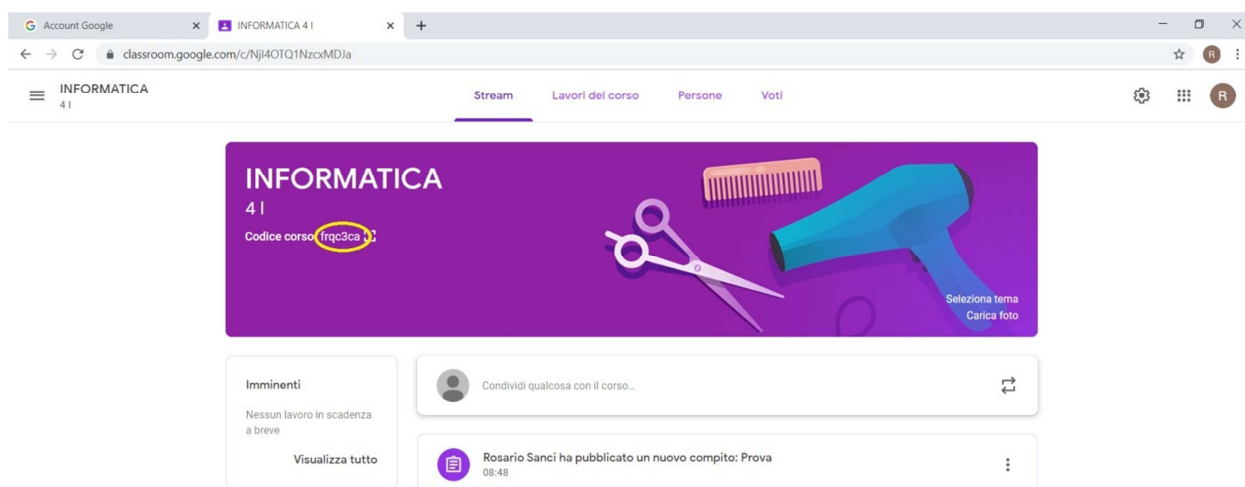 Account Google
INFORMATICA 4 I
classroom.google.com/c/NjI4OTQ1NzcxMDJa
R
INFORMATICA
4 I
Stream Lavori del corso Persone Voti
R
INFORMATICA
4 I
Codice corso frqc3ca
Seleziona tema
Carica foto
Imminenti
Nessun lavoro in scadenza
a breve
Visualizza tutto
Condividi qualcosa con il corso…
Rosario Sanci ha pubblicato un nuovo compito: Prova
08:48